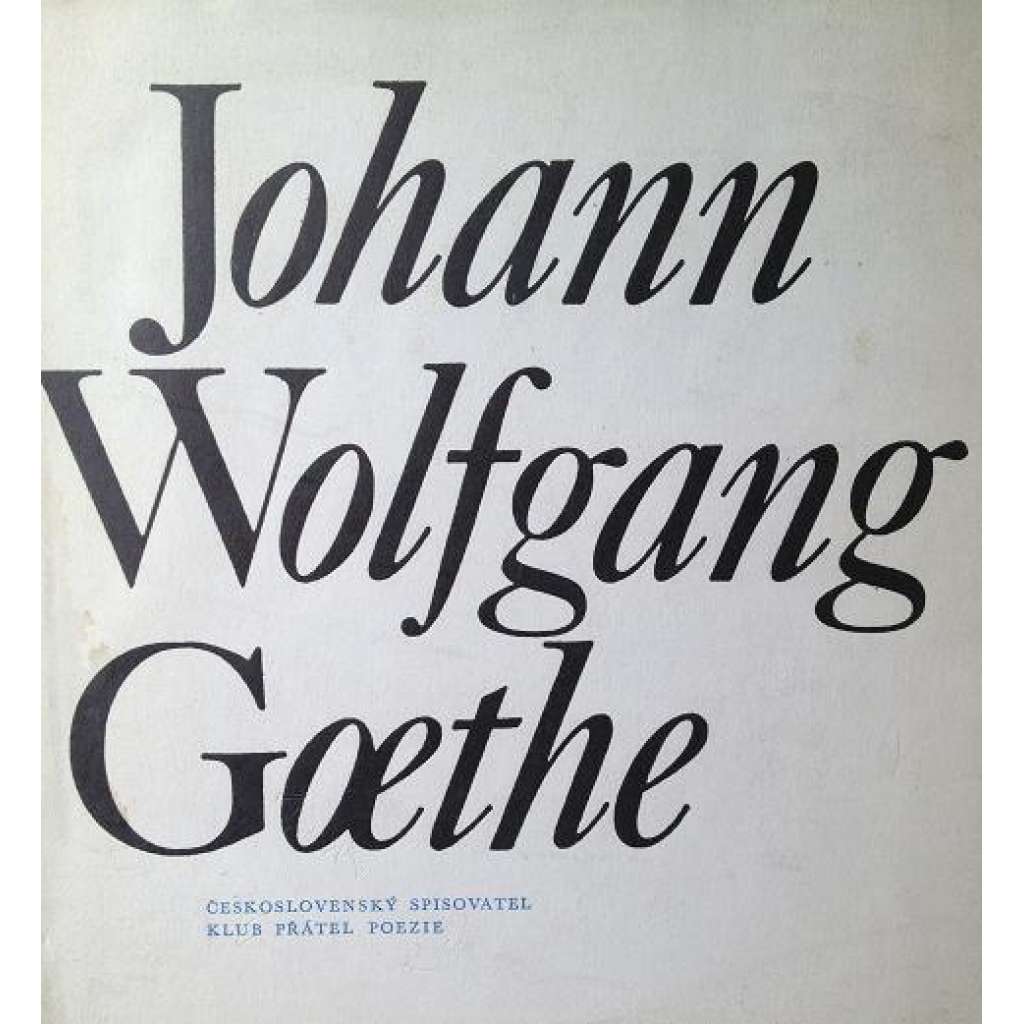 Johann
Wolfgang
Gœthe
ČESKOSLOVENSKÝ SPISOVATEL
KLUB PŘÁTEL POEZIE